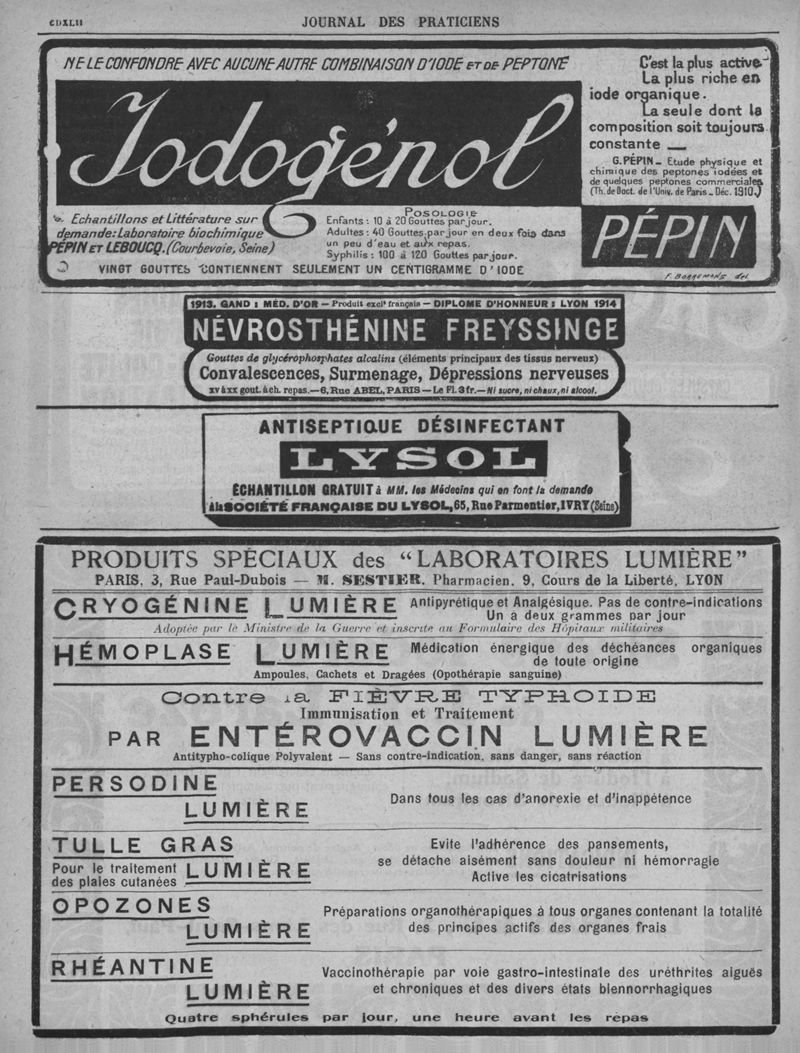 CDXLII
JOURNAL DES PRATICIENS
NE LE CONFONDRE AVEC AUCUNE AUTRE COMBINAISON D'IODE ET DE PEPTONE
Iodogénol
C'est la plus active
La plus riche en
iode organique.
La seule dont la
composition soit toujours
constante —
G. PÉPIN — Etude physique et
chimique des peptones iodées et
de quelques peptones commerciales
(Th. de Doct. de l'Univ. de Paris — Déc. 1910.)
Echantillons et Littérature sur
demande: Laboratoire biochimique
PÉPIN ET LEBOUCQ. (Courbevoie, Seine)
POSOLOGIE
Enfants : 10 à 20 Gouttes par jour.
Adultes : 40 Gouttes par jour en deux fois dans
un peu d'eau et aux repas.
Syphilis : 100 à 120 Gouttes par jour.
PÉPIN
VINGT GOUTTES CONTIENNENT SEULEMENT UN CENTIGRAMME D'IODE
F. BORREMANS del.
1913. GAND : MÉD. D'OR — Produit exclt français — DIPLOME D'HONNEUR : LYON 1914
NÉVROSTHÉNINE FREYSSINGE
Gouttes de glycérophosphates alcalins (éléments principaux des tissus nerveux)
Convalescences, Surmenage, Dépressions nerveuses
XV à XX gout. à ch. repas. — 6, Rue ABEL, PARIS — Le Fl. 3 fr. — Ni sucre, ni chaux, ni alcool.
ANTISEPTIQUE DÉSINFECTANT
LYSOL
ÉCHANTILLON GRATUIT à MM. les Médecins qui en font la demande
à la SOCIÉTÉ FRANÇAISE DU LYSOL, 65, Rue Parmentier, IVRY (Seine)
PRODUITS SPÉCIAUX des "LABORATOIRES LUMIÈRE"
PARIS, 3, Rue Paul-Dubois — M. SESTIER, Pharmacien, 9, Cours de la Liberté, LYON
CRYOGÉNINE LUMIÈRE
Antipyrétique et Analgésique. Pas de contre-indications
Un à deux grammes par jour
Adoptée par le Ministre de la Guerre et inscrite au Formulaire des Hôpitaux militaires
HÉMOPLASE LUMIÈRE
Médication énergique des déchéances organiques
de toute origine
Ampoules, Cachets et Dragées (Opothérapie sanguine)
Contre la FIÈVRE TYPHOIDE
Immunisation et Traitement
PAR ENTÉROVACCIN LUMIÈRE
Antitypho-colique Polyvalent — Sans contre-indication, sans danger, sans réaction
PERSODINE
LUMIÈRE
Dans tous les cas d'anorexie et d'inappétence
TULLE GRAS
Pour le traitement
des plaies cutanées
LUMIÈRE
Evite l'adhérence des pansements,
se détache aisément sans douleur ni hémorragie
Active les cicatrisations
OPOZONES
LUMIÈRE
Préparations organothérapiques à tous organes contenant la totalité
des principes actifs des organes frais
RHÉANTINE
LUMIÈRE
Vaccinothérapie par voie gastro-intestinale des uréthrites aiguës
et chroniques et des divers états blennorrhagiques
Quatre sphérules par jour, une heure avant les repas